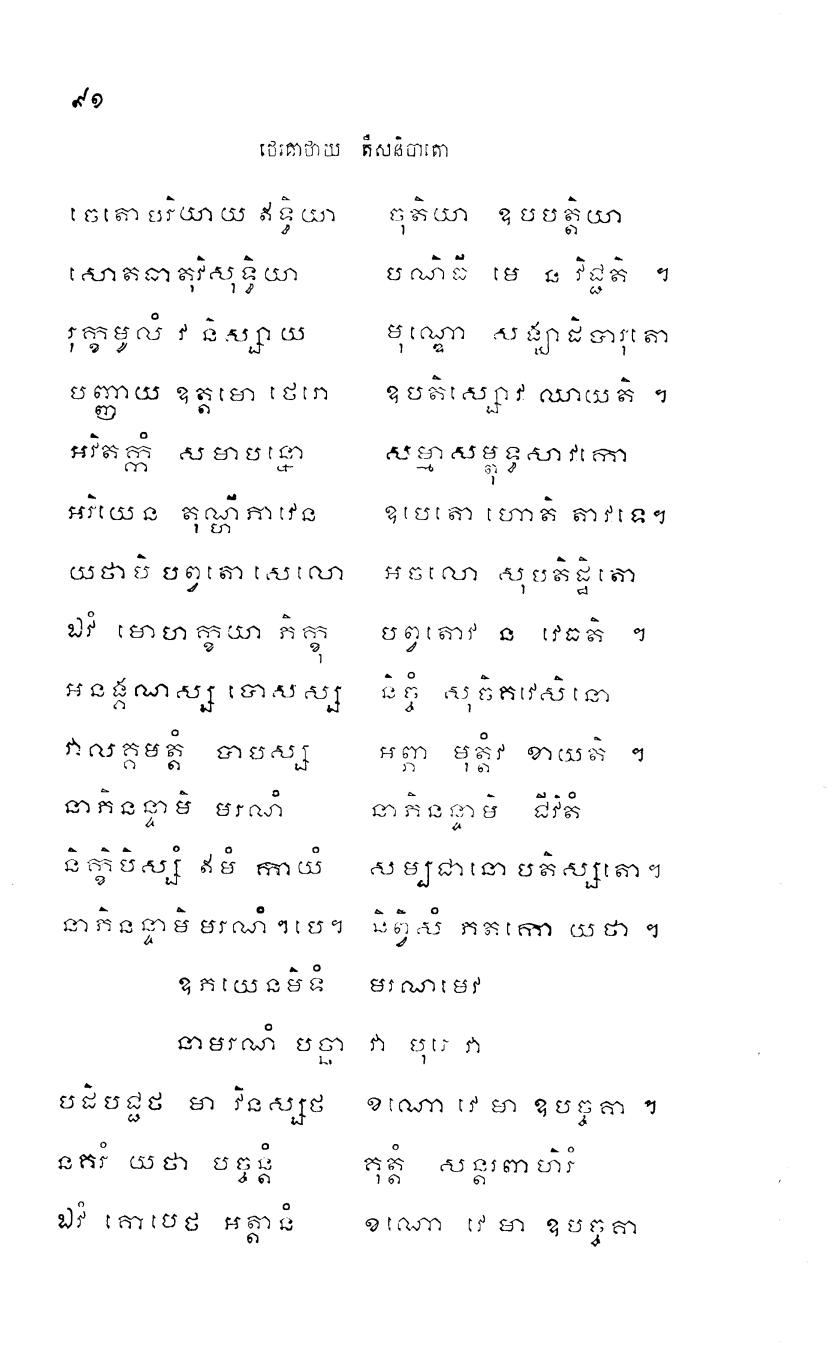 ៩១
ថេរគាថាយ តឹសនិបាតោ
ចេតោបរិយាយ ឥទ្ធិយា ចុតិយា ឧបបត្តិយា
សោតធាតុវិសុទ្ធិយា បណិធី មេ ន វិជ្ជតិ ។
រុក្ខមូលំ វ និស្សាយ មុណ្ឌោ សង្ឃាដិបារុតោ
បញ្ញាយ ឧត្តមោ ថេរោ ឧបតិស្សោវ ឈាយតិ ។
អវិតក្កំ សមាបន្នោ សម្មាសម្ពុទ្ធសាវកោ
អរិយេន តុណ្ហីភាវេន ឧបេតោ ហោតិ តាវទេ។
យថាបិ បព្វតោ សេលោ អចលោ សុបតិដ្ឋិតោ
ឯវំ មោហក្ខយា ភិក្ខុ បព្វតោវ ន វេធតិ ។
អនង្គណស្ស បោសស្ស និច្ចំ សុចិគវេសិនោ
វាលគ្គមត្តំ បាបស្ស អព្ភា មុត្តំវ ខាយតិ ។
នាភិនន្ទាមិ មរណំ នាភិនន្ទាមិ ជីវិតំ
និក្ខិបិស្សំ ឥមំ កាយំ សម្បជានោ បតិស្សតោ។
នាភិនន្ទាមិ មរណំ។បេ។ និព្វិសំ ភតកោ យថា ។
ឧភយេនមិទំ មរណមេវ
នាមរណំ បច្ឆា វា បុរេ វា
បដិបជ្ជថ មា វិនស្សថ ខណោ វេ មា ឧបច្ចគា ។
នគរំ យថា បច្ចន្តំ គុត្តំ សន្តរពាហិរំ
ឯវំ គោបេថ អត្តានំ ខណោ វេ មា ឧបច្ចគា